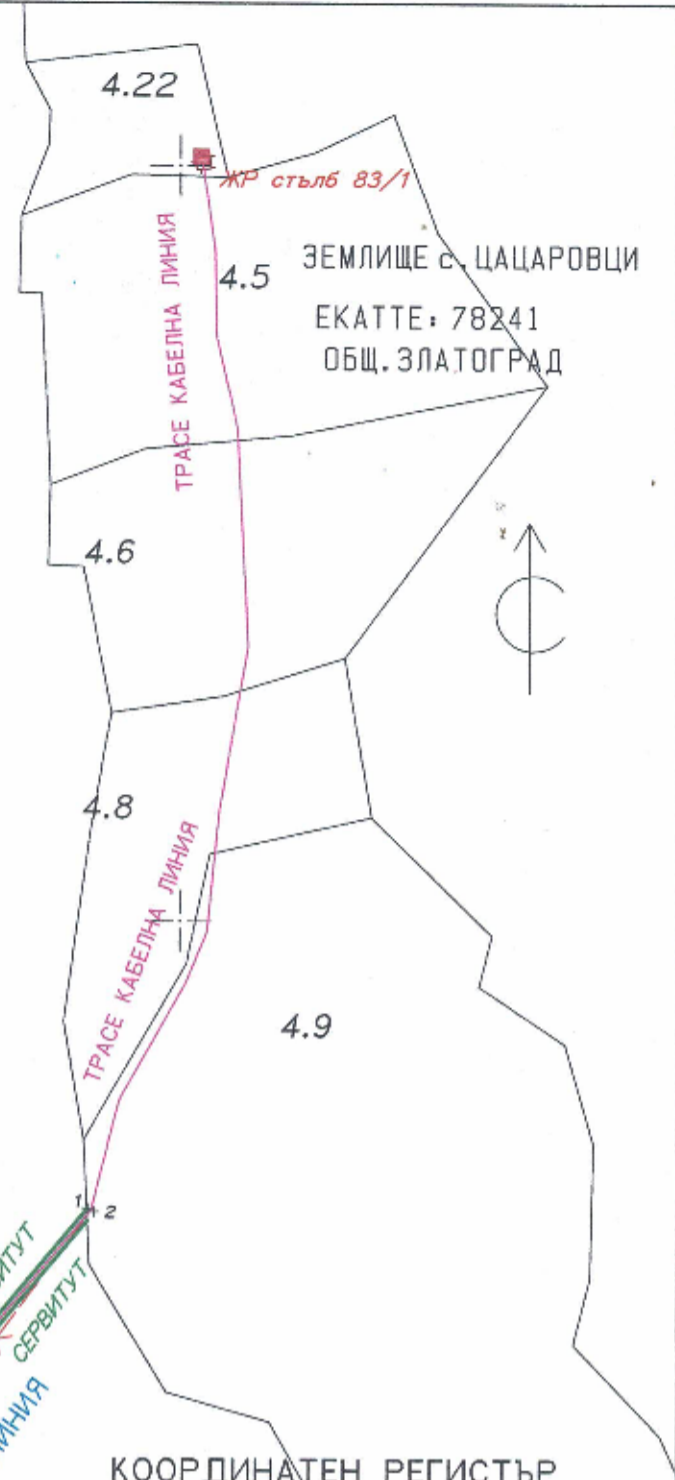 4.22
ЖР стълб 83/1
ТРАСЕ КАБЕЛНА ЛИНИЯ
4.5
ЗЕМЛИЩЕ с. ЦАЦАРОВЦИ
ЕКАТТЕ: 78241
ОБЩ. ЗЛАТОГРАД
4.6
4.8
ТРАСЕ КАБЕЛНА ЛИНИЯ
4.9
1
2
СЕРВИТУТ
КООРДИНАТЕН РЕГИСТЪР